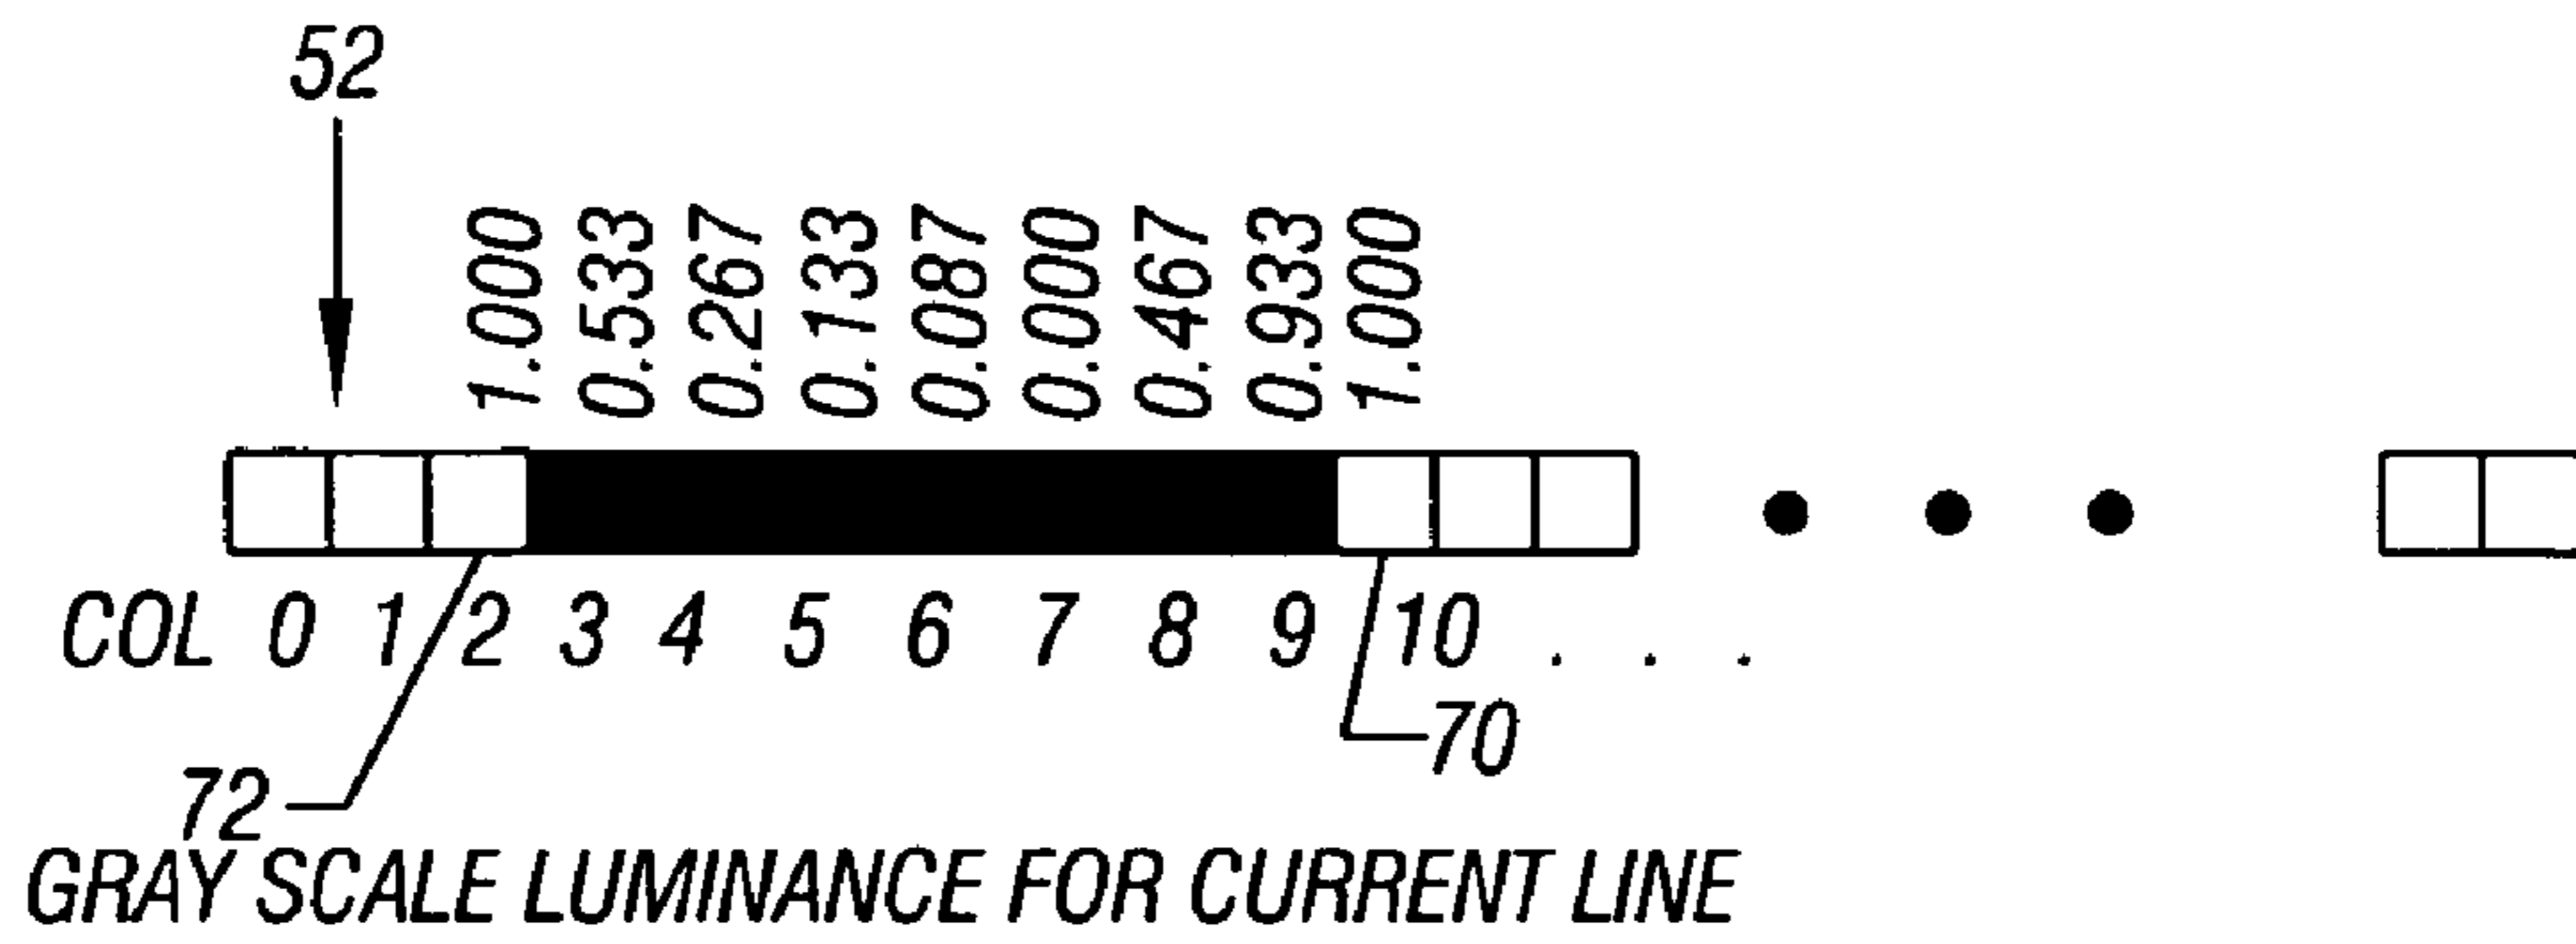 52
1.000 0.533 0.267 0.133 0.087 0.000 0.467 0.933 1.000
COL 0 1 2 3 4 5 6 7 8 9 10 . . .
70
72
GRAY SCALE LUMINANCE FOR CURRENT LINE